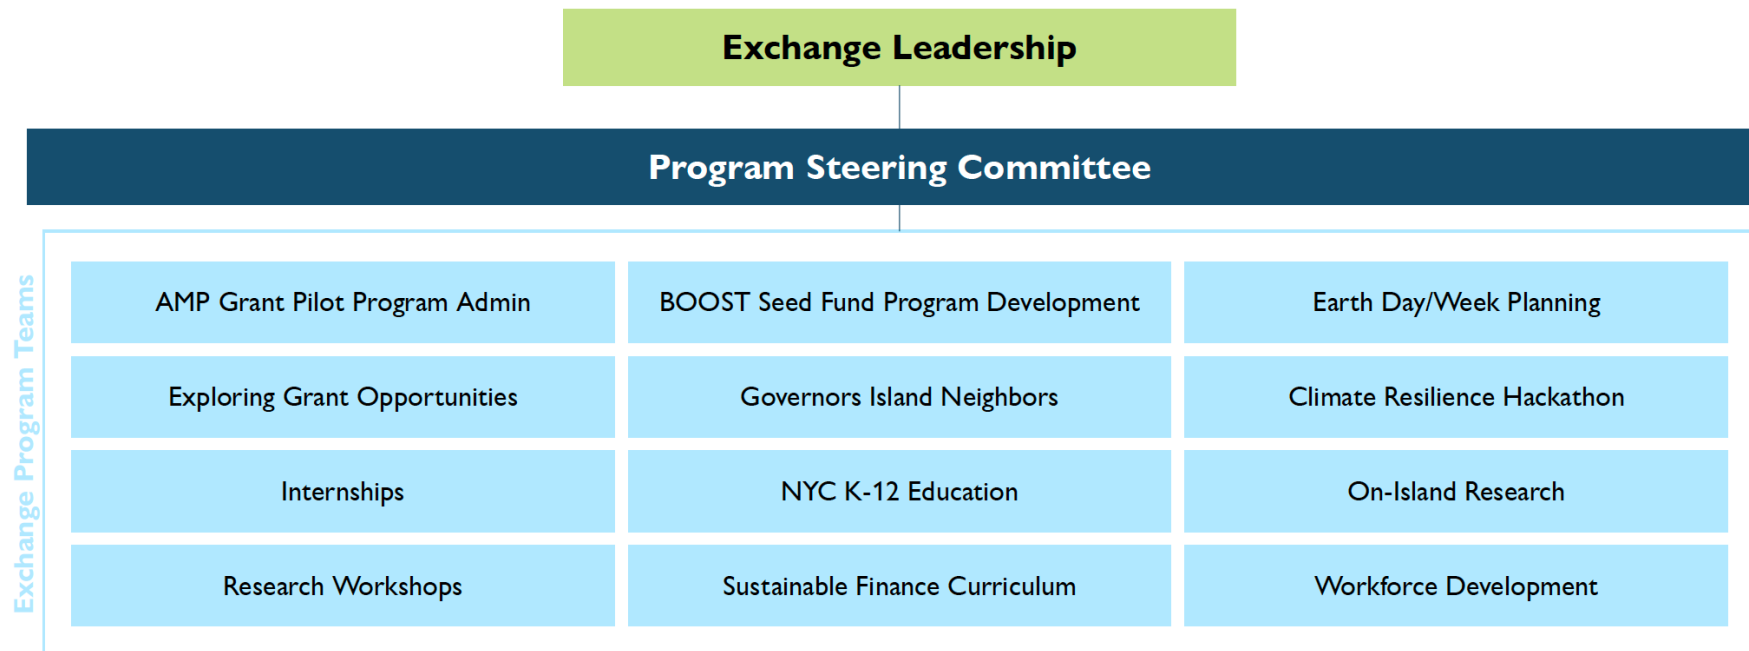 Exchange Leadership
Program Steering Committee
Exchange Program Teams
AMP Grant Pilot Program Admin
BOOST Seed Fund Program Development
Earth Day/Week Planning
Exploring Grant Opportunities
Governors Island Neighbors
Climate Resilience Hackathon
Internships
NYC K-12 Education
On-Island Research
Research Workshops
Sustainable Finance Curriculum
Workforce Development